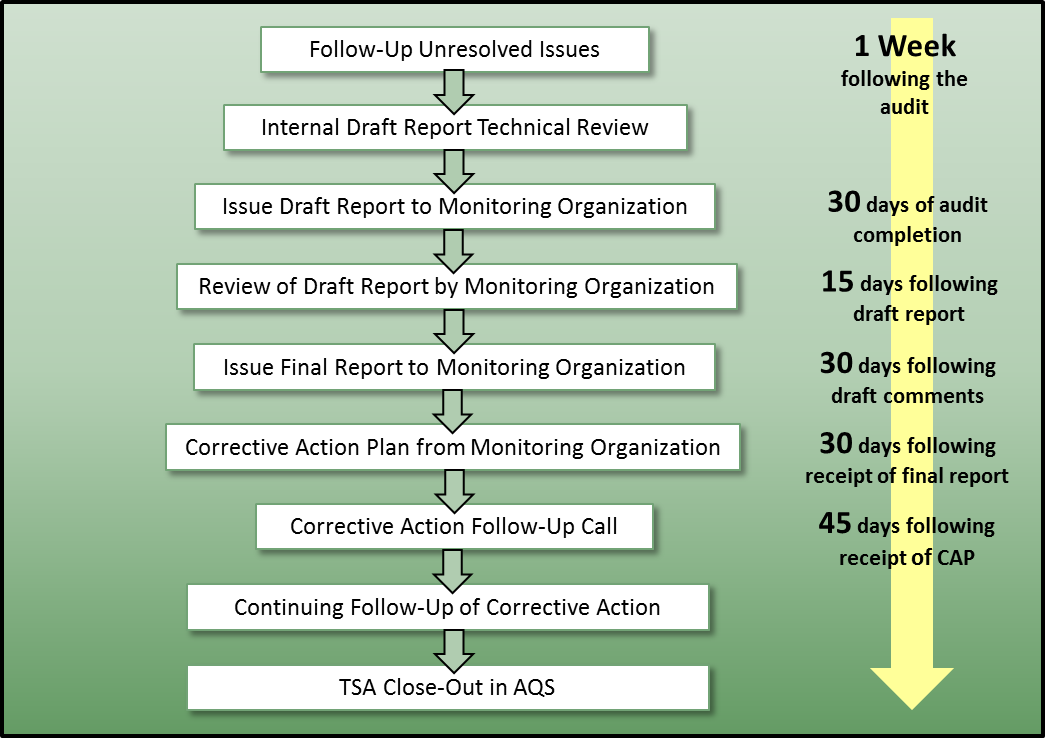 Follow-Up Unresolved Issues
Internal Draft Report Technical Review
Issue Draft Report to Monitoring Organization
Review of Draft Report by Monitoring Organization
Issue Final Report to Monitoring Organization
Corrective Action Plan from Monitoring Organization
Corrective Action Follow-Up Call
Continuing Follow-Up of Corrective Action
TSA Close-Out in AQS
1 Week
following the
audit
30 days of audit
completion
15 days following
draft report
30 days following
draft comments
30 days following
receipt of final report
45 days following
receipt of CAP